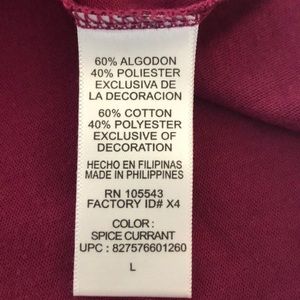 60% ALGODON
40% POLIESTER
EXCLUSIVA DE
LA DECORACION
60% COTTON
40% POLYESTER
EXCLUSIVE OF
DECORATION
HECHO EN FILIPINAS
MADE IN PHILIPPINES
RN 105543
FACTORY ID# X4
COLOR :
SPICE CURRANT
UPC : 827576601260
L